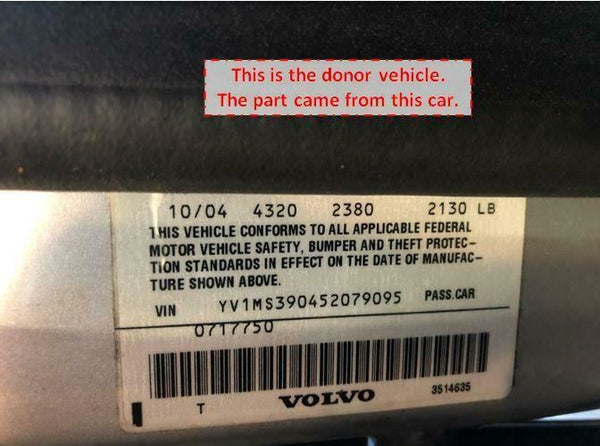 This is the donor vehicle.
The part came from this car.
10/04 4320 2380 2130 LB
THIS VEHICLE CONFORMS TO ALL APPLICABLE FEDERAL
MOTOR VEHICLE SAFETY, BUMPER AND THEFT PROTEC-
TION STANDARDS IN EFFECT ON THE DATE OF MANUFAC-
TURE SHOWN ABOVE.
VIN YV1MS390452079095 PASS.CAR
0717750
T VOLVO 3514635